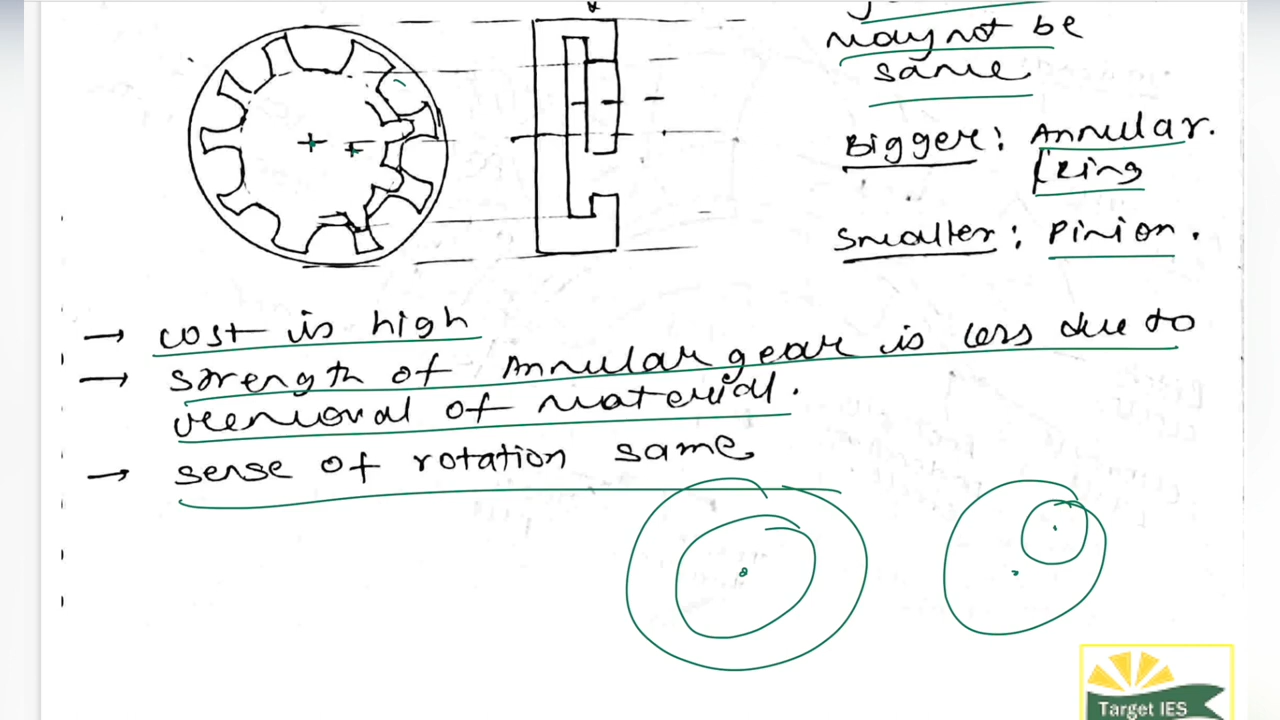 may not be
same
Bigger: Annular.
(Ring
Smaller: Pinion.
→ cost is high
→ strength of Annular gear is less due to
removal of material.
→ sense of rotation same
Target IES